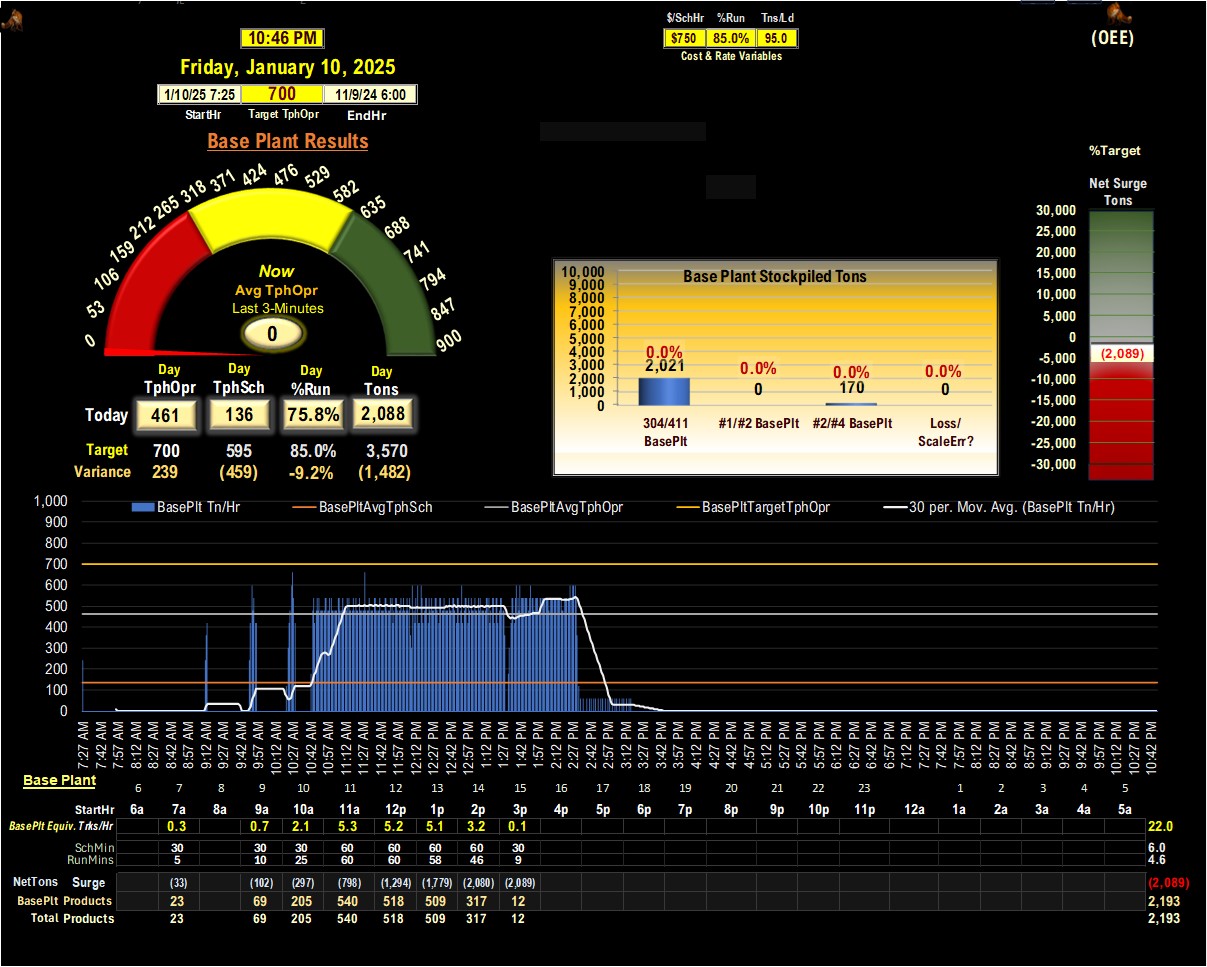 $/SchHr %Run Tns/Ld
$750 85.0% 95.0
Cost & Rate Variables
(OEE)
10:46 PM
Friday, January 10, 2025
1/10/25 7:25 700 11/9/24 6:00
StartHr Target TphOpr EndHr
Base Plant Results
0 53 106 159 212 265 318 371 424 476 529 582 635 688 741 794 847 900
Now
Avg TphOpr
Last 3-Minutes
0
Day Day Day Day
TphOpr TphSch %Run Tons
Today 461 136 75.8% 2,088
Target 700 595 85.0% 3,570
Variance 239 (459) -9.2% (1,482)
Base Plant Stockpiled Tons
10,000
9,000
8,000
7,000
6,000
5,000
4,000
3,000
2,000
1,000
0
0.0% 0.0% 0.0% 0.0%
2,021 0 170 0
304/411 BasePlt
#1/#2 BasePlt
#2/#4 BasePlt
Loss/ ScaleErr?
%Target
Net Surge
Tons
30,000
25,000
20,000
15,000
10,000
5,000
0
-5,000
-10,000
-15,000
-20,000
-25,000
-30,000
(2,089)
BasePlt Tn/Hr BasePltAvgTphSch BasePltAvgTphOpr BasePltTargetTphOpr 30 per. Mov. Avg. (BasePlt Tn/Hr)
1,000
900
800
700
600
500
400
300
200
100
0
7:27 AM 7:42 AM 7:57 AM 8:12 AM 8:27 AM 8:42 AM 9:12 AM 9:42 AM 9:57 AM 10:12 AM 10:27 AM 10:42 AM 10:57 AM 11:12 AM 11:27 AM 11:42 AM 11:57 AM 12:12 PM 12:27 PM 12:42 PM 12:57 PM 1:12 PM 1:27 PM 1:42 PM 1:57 PM 2:12 PM 2:27 PM 2:42 PM 2:57 PM 3:12 PM 3:27 PM 3:42 PM 3:57 PM 4:12 PM 4:27 PM 4:42 PM 4:57 PM 5:12 PM 5:27 PM 5:42 PM 5:57 PM 6:12 PM 6:27 PM 6:42 PM 6:57 PM 7:12 PM 7:27 PM 7:42 PM 7:57 PM 8:12 PM 8:27 PM 8:42 PM 8:57 PM 9:12 PM 9:27 PM 9:42 PM 9:57 PM 10:12 PM 10:27 PM 10:42 PM
Base Plant
6 7 8 9 10 11 12 13 14 15 16 17 18 19 20 21 22 23 1 2 3 4 5
StartHr 6a 7a 8a 9a 10a 11a 12p 1p 2p 3p 4p 5p 6p 7p 8p 9p 10p 11p 12a 1a 2a 3a 4a 5a
BasePlt Equiv. Trks/Hr 0.3 0.7 2.1 5.3 5.2 5.1 3.2 0.1 22.0
SchMin 30 30 30 60 60 60 60 30 6.0
RunMins 5 10 25 60 60 58 46 9 4.6
NetTons Surge (33) (102) (297) (798) (1,294) (1,779) (2,080) (2,089) (2,089)
BasePlt Products 23 69 205 540 518 509 317 12 2,193
Total Products 23 69 205 540 518 509 317 12 2,193